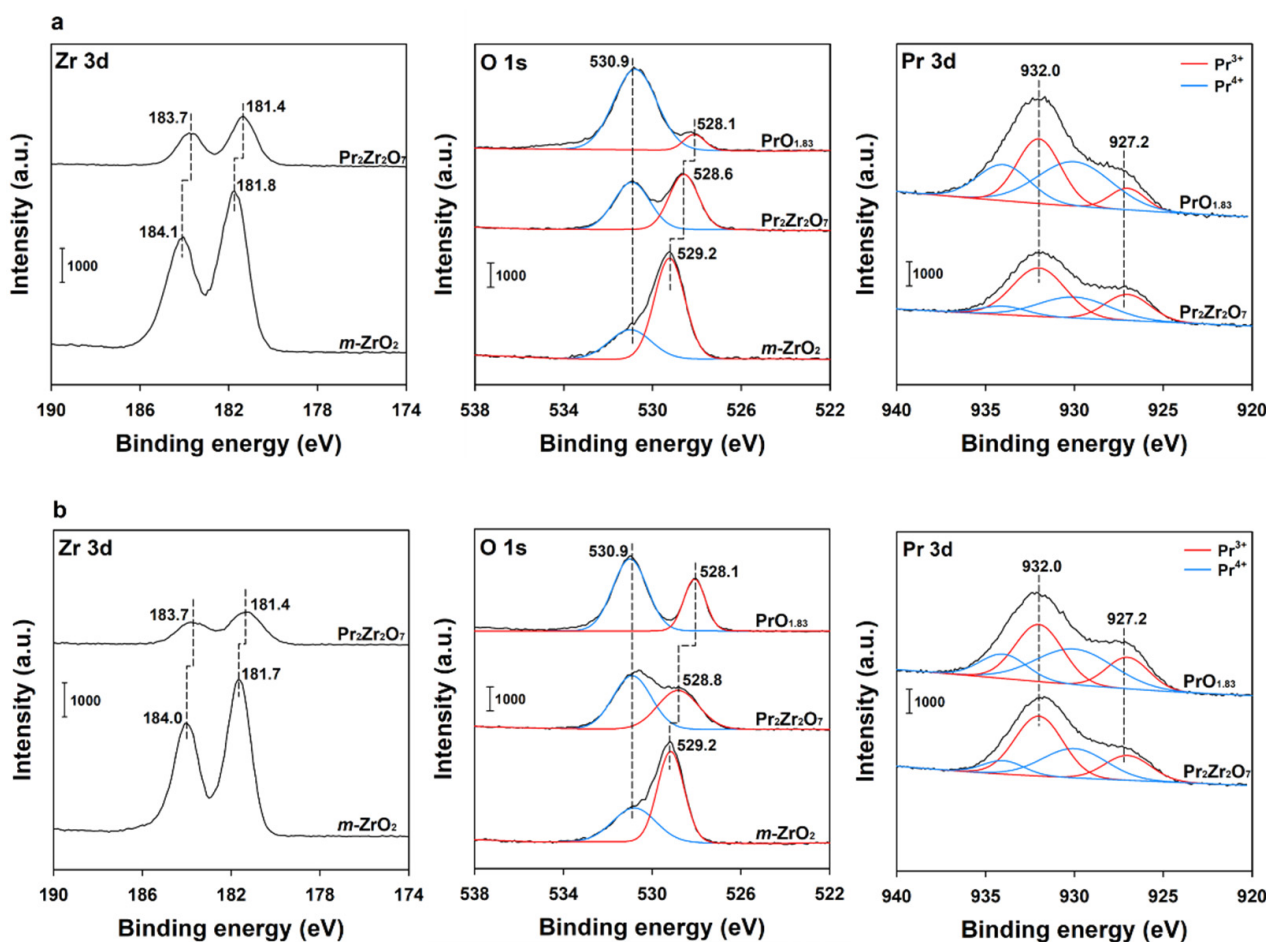 a
Zr 3d
183.7
181.4
Pr₂Zr₂O₇
181.8
184.1
1000
m-ZrO₂
Intensity (a.u.)
190 186 182 178 174
Binding energy (eV)
O 1s
530.9
528.1
PrO₁.₈₃
528.6
Pr₂Zr₂O₇
529.2
1000
m-ZrO₂
Intensity (a.u.)
538 534 530 526 522
Binding energy (eV)
Pr 3d
932.0
Pr³⁺
Pr⁴⁺
927.2
PrO₁.₈₃
1000
Pr₂Zr₂O₇
Intensity (a.u.)
940 935 930 925 920
Binding energy (eV)
b
Zr 3d
183.7
181.4
Pr₂Zr₂O₇
181.7
1000
184.0
m-ZrO₂
Intensity (a.u.)
190 186 182 178 174
Binding energy (eV)
O 1s
530.9
528.1
PrO₁.₈₃
528.8
1000
Pr₂Zr₂O₇
529.2
m-ZrO₂
Intensity (a.u.)
538 534 530 526 522
Binding energy (eV)
Pr 3d
932.0
Pr³⁺
Pr⁴⁺
927.2
PrO₁.₈₃
1000
Pr₂Zr₂O₇
Intensity (a.u.)
940 935 930 925 920
Binding energy (eV)